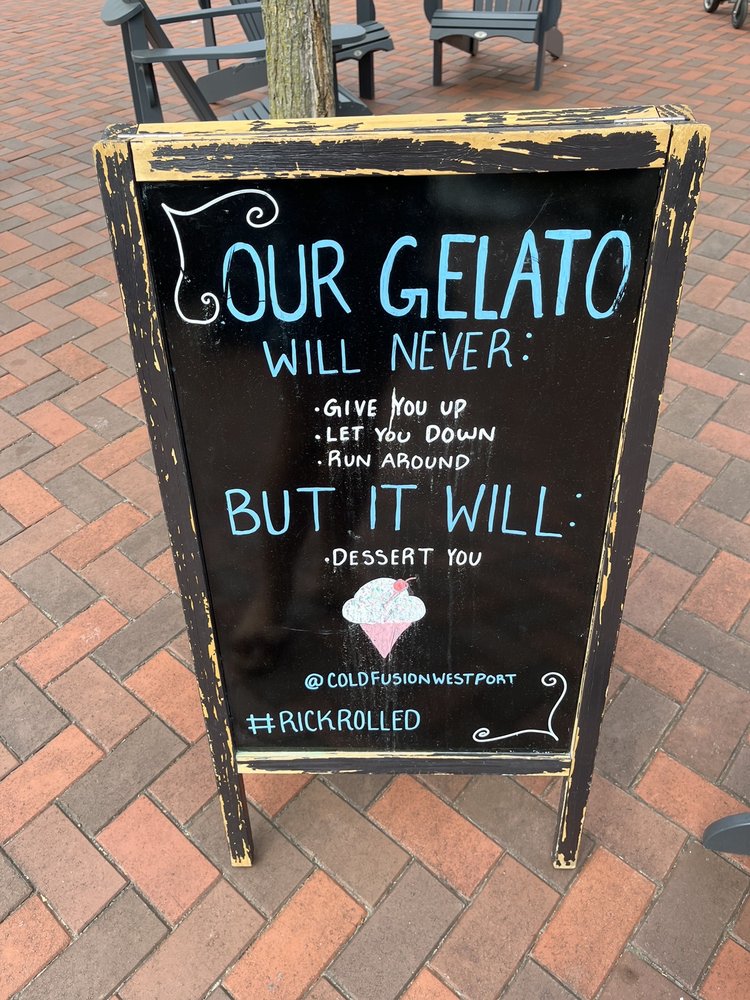 OUR GELATO
WILL NEVER:
·GIVE YOU UP
·LET YOU DOWN
·RUN AROUND
BUT IT WILL:
·DESSERT YOU
@COLDFUSIONWESTPORT
#RICKROLLED